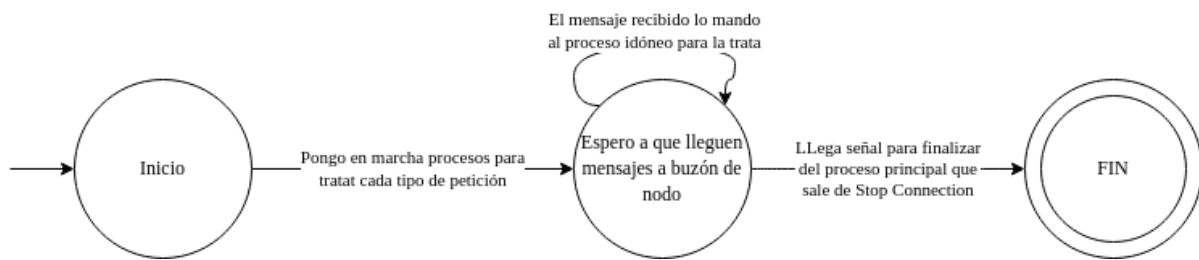 El mensaje recibido lo mando
al proceso idóneo para la trata
Inicio
Pongo en marcha procesos para
tratat cada tipo de petición
Espero a que lleguen
mensajes a buzón de
nodo
LLega señal para finalizar
del proceso principal que
sale de Stop Connection
FIN